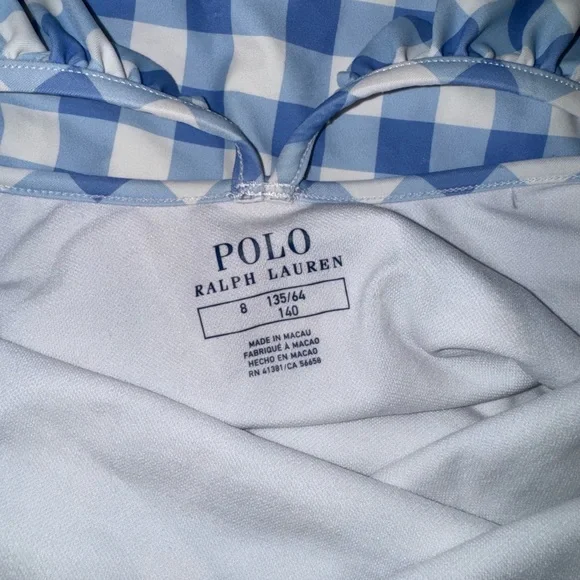 POLO
RALPH LAUREN
8 135/64
140
MADE IN MACAU
FABRIQUÉ À MACAO
HECHO EN MACAO
RN 41381/CA 56658